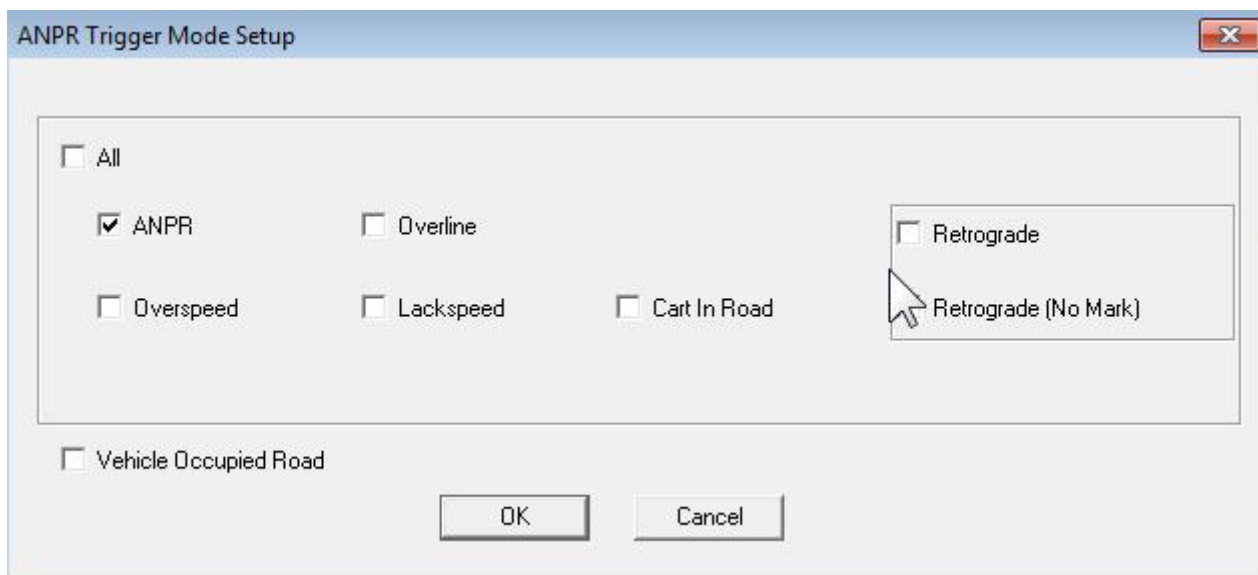 ANPR Trigger Mode Setup
All
ANPR
Overline
Retrograde
Overspeed
Lackspeed
Cart In Road
Retrograde (No Mark)
Vehicle Occupied Road
OK
Cancel